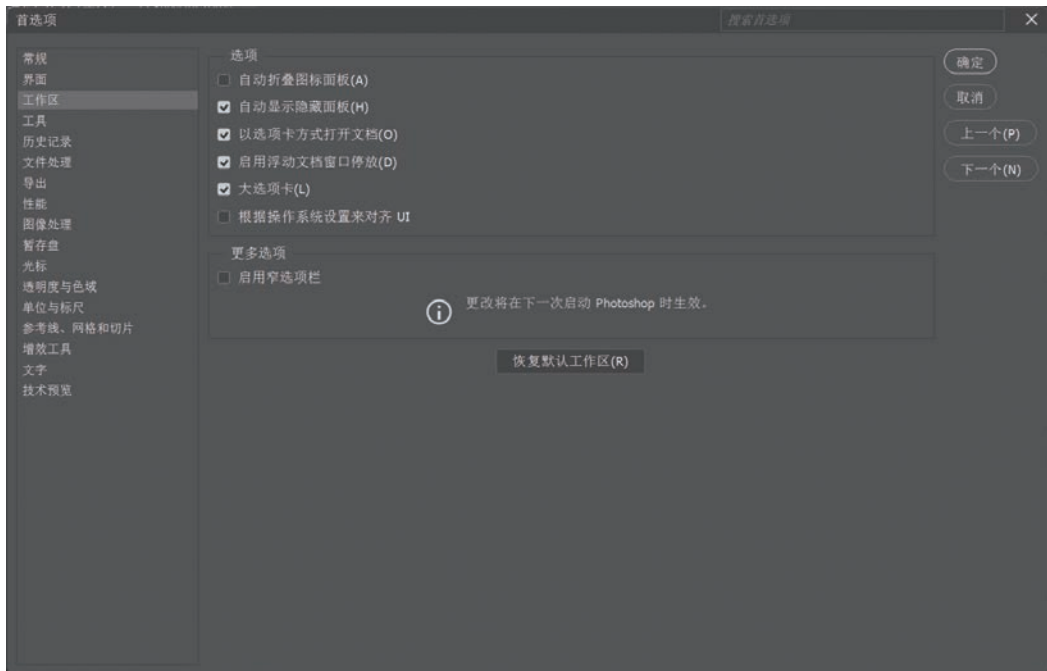 首选项
搜索首选项
常规
界面
工作区
工具
历史记录
文件处理
导出
性能
图像处理
暂存盘
光标
透明度与色域
单位与标尺
参考线、网格和切片
增效工具
文字
技术预览
选项
自动折叠图标面板(A)
自动显示隐藏面板(H)
以选项卡方式打开文档(O)
启用浮动文档窗口停放(D)
大选项卡(L)
根据操作系统设置来对齐 UI
更多选项
启用窄选项栏
更改将在下一次启动 Photoshop 时生效。
恢复默认工作区(R)
确定
取消
上一个(P)
下一个(N)